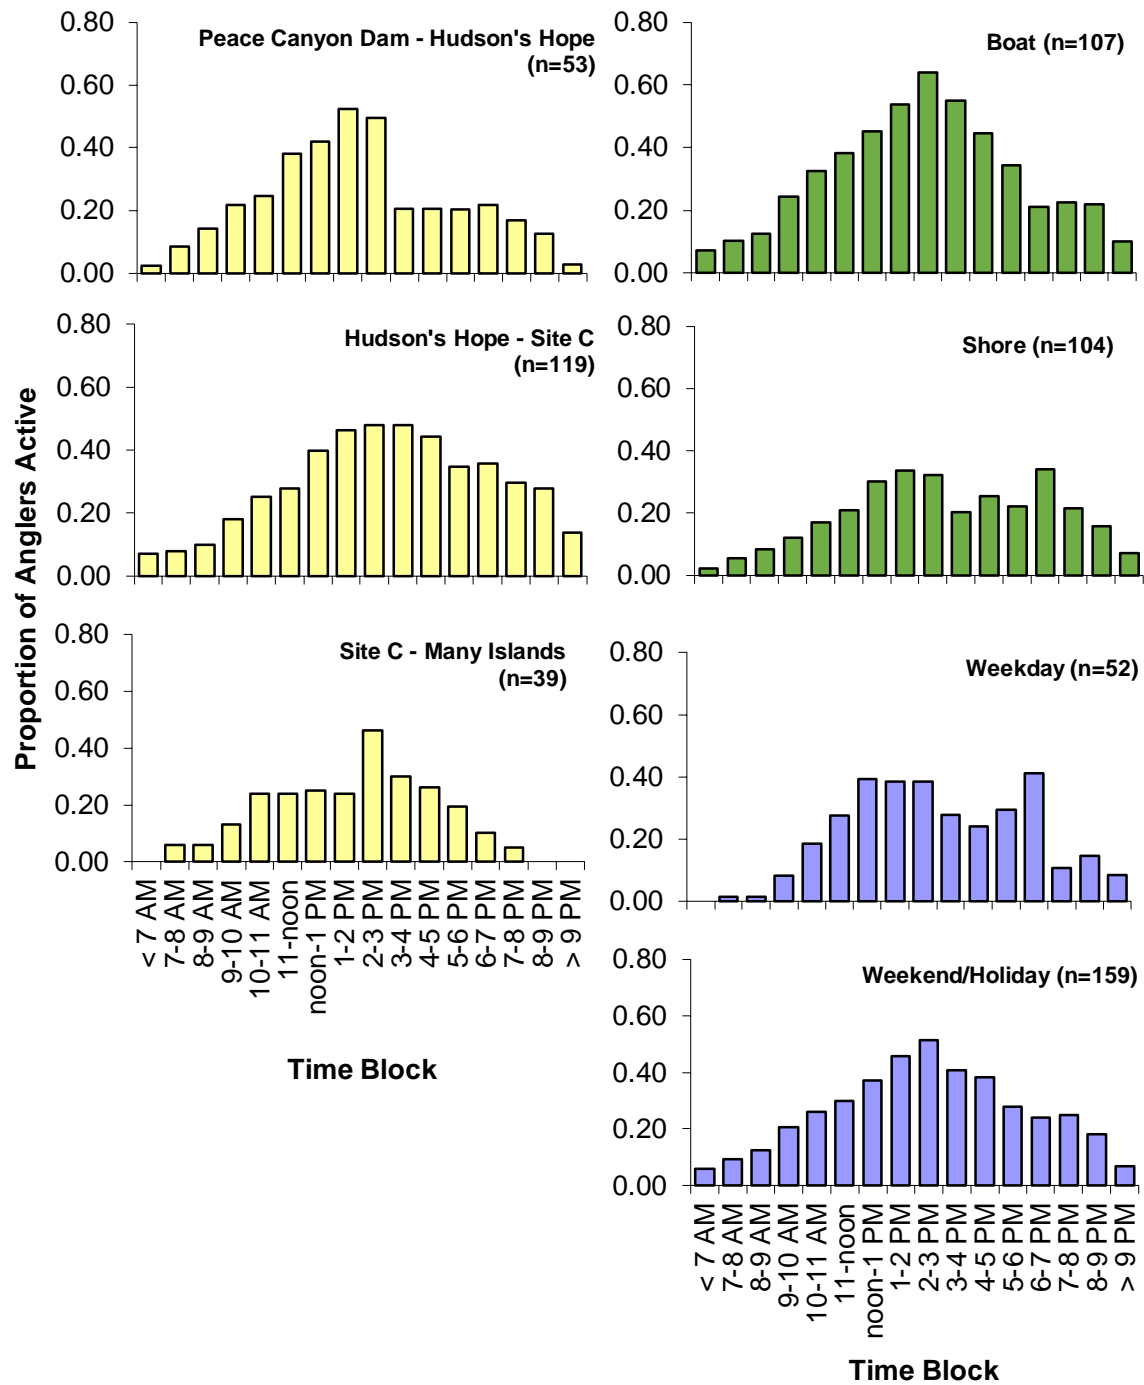 Proportion of Anglers Active
0.80
0.60
0.40
0.20
0.00
Peace Canyon Dam - Hudson's Hope
(n=53)
0.80
0.60
0.40
0.20
0.00
Hudson's Hope - Site C
(n=119)
0.80
0.60
0.40
0.20
0.00
Site C - Many Islands
(n=39)
< 7 AM
7-8 AM
8-9 AM
9-10 AM
10-11 AM
11-noon
noon-1 PM
1-2 PM
2-3 PM
3-4 PM
4-5 PM
5-6 PM
6-7 PM
7-8 PM
8-9 PM
> 9 PM
Time Block
0.80
0.60
0.40
0.20
0.00
Boat (n=107)
0.80
0.60
0.40
0.20
0.00
Shore (n=104)
0.80
0.60
0.40
0.20
0.00
Weekday (n=52)
0.80
0.60
0.40
0.20
0.00
Weekend/Holiday (n=159)
< 7 AM
7-8 AM
8-9 AM
9-10 AM
10-11 AM
11-noon
noon-1 PM
1-2 PM
2-3 PM
3-4 PM
4-5 PM
5-6 PM
6-7 PM
7-8 PM
8-9 PM
> 9 PM
Time Block